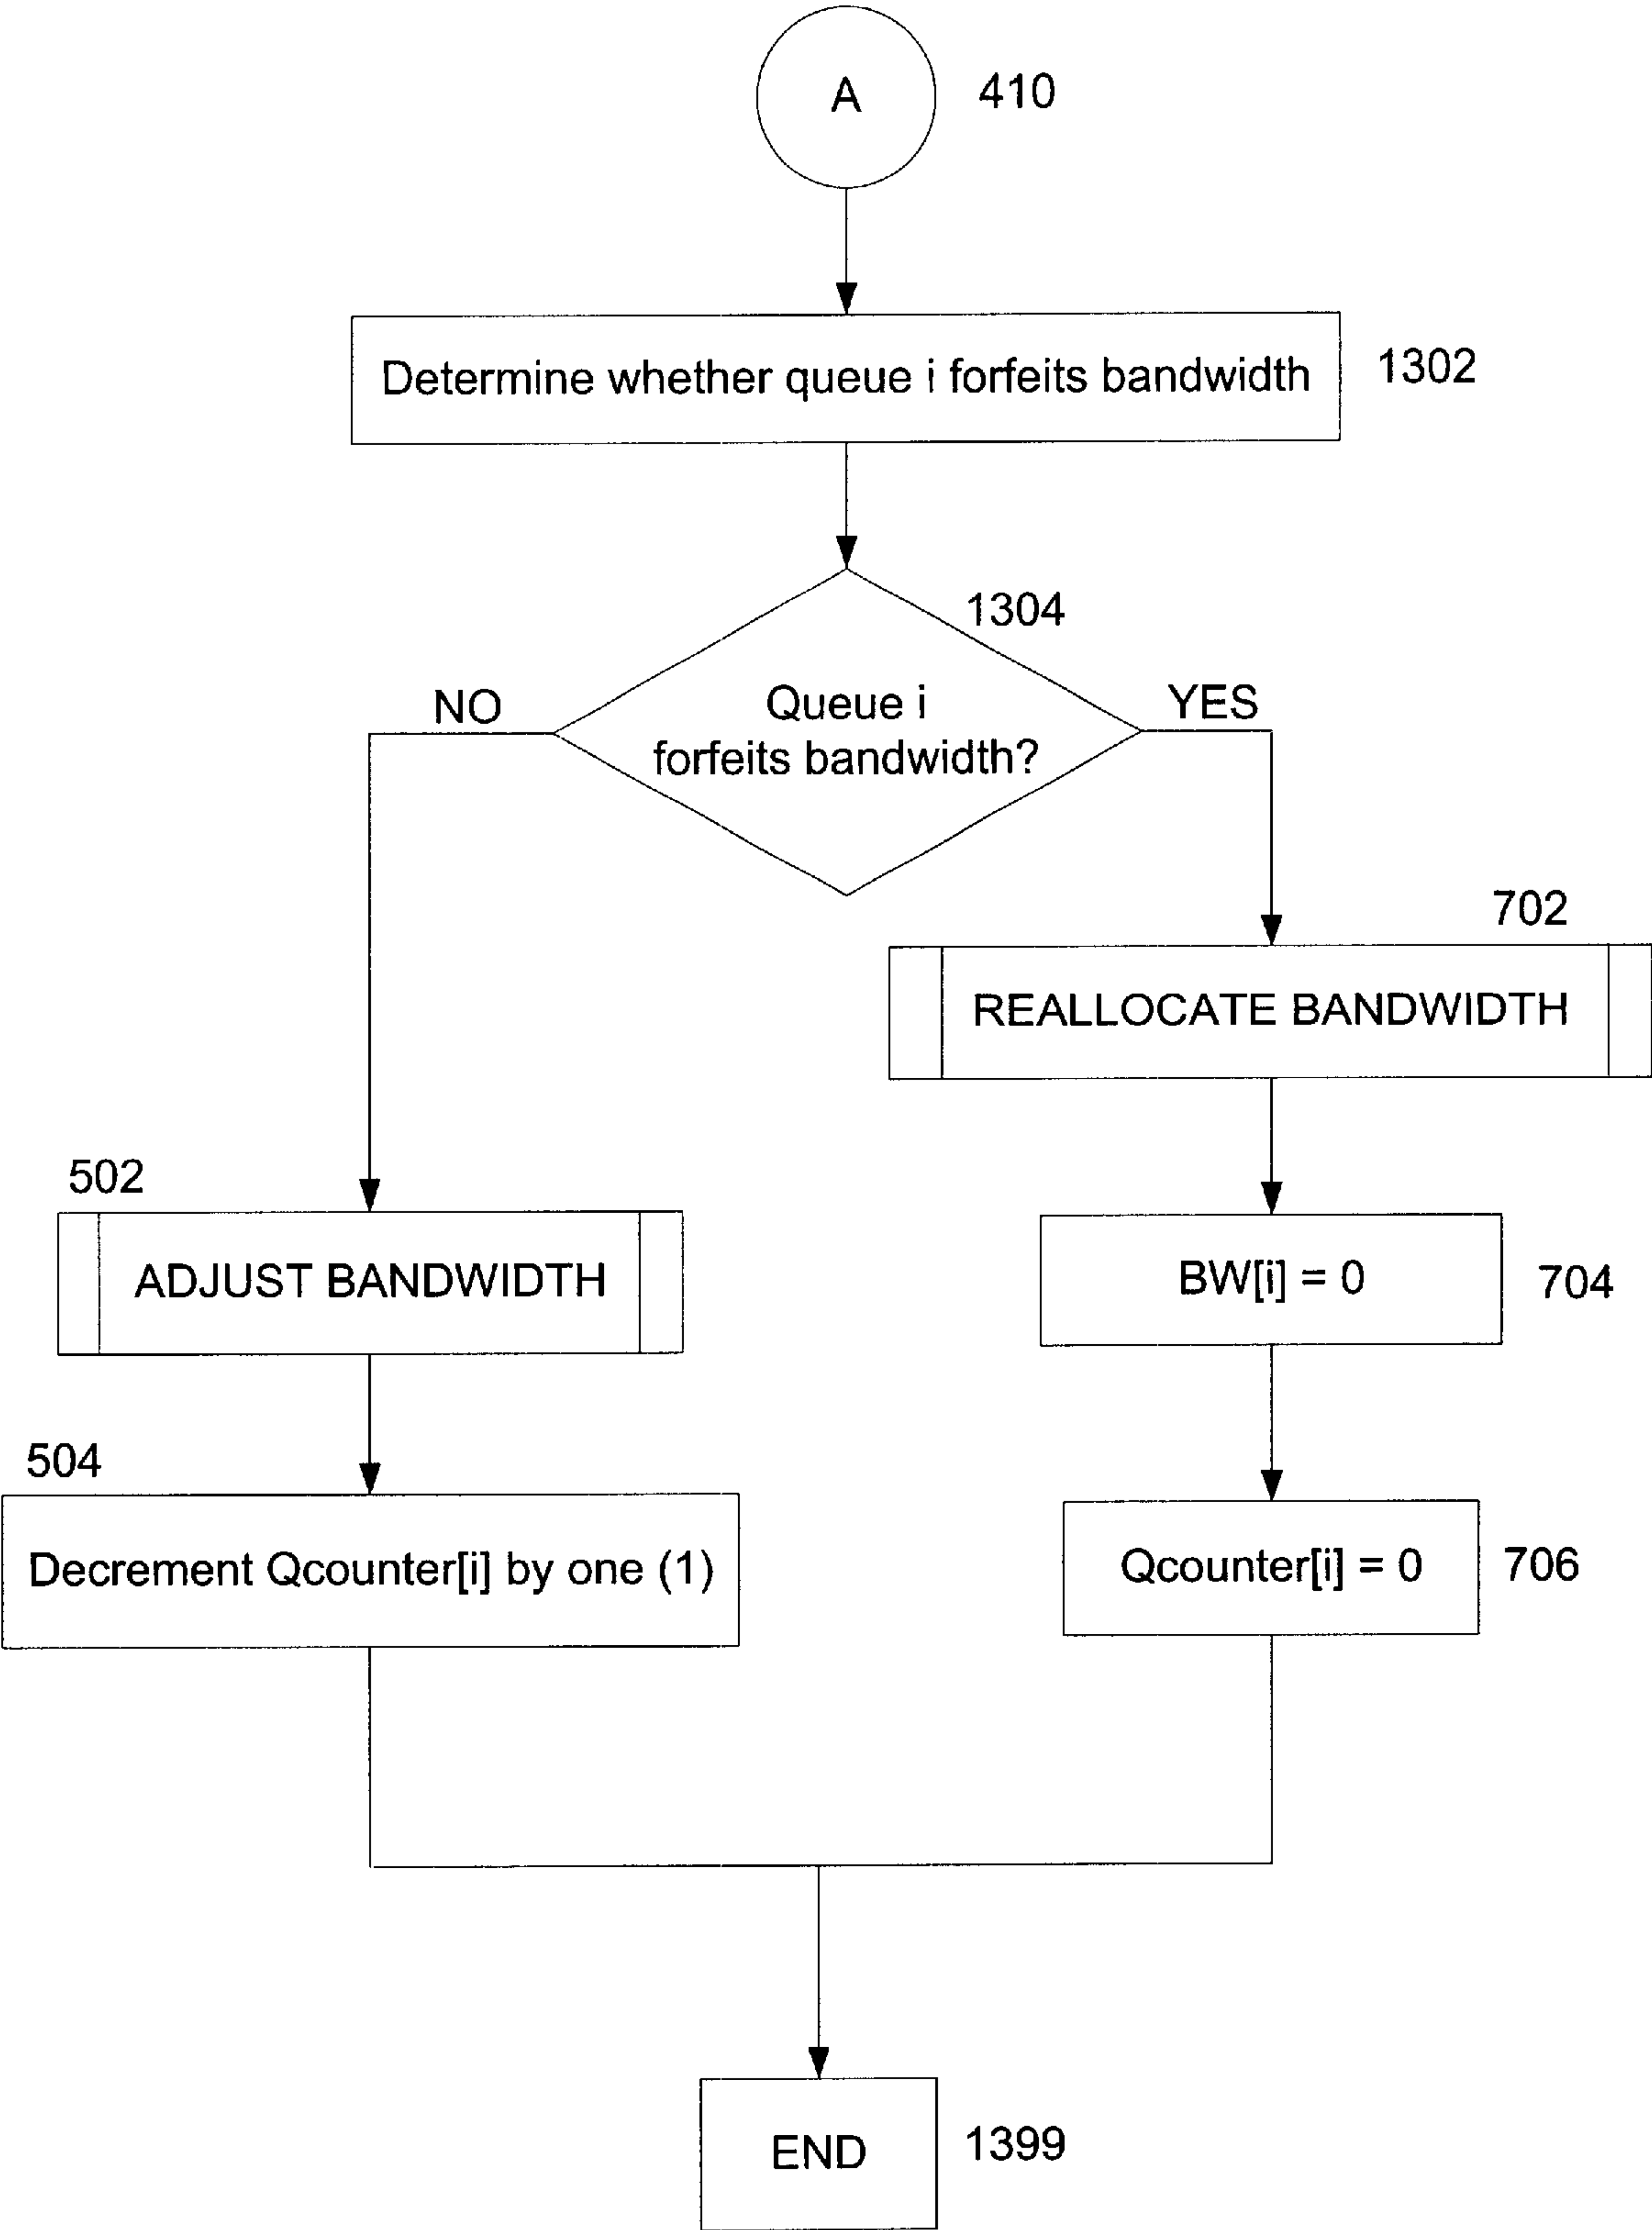 A
410
Determine whether queue i forfeits bandwidth
1302
1304
Queue i
forfeits bandwidth?
NO
YES
702
REALLOCATE BANDWIDTH
502
ADJUST BANDWIDTH
BW[i] = 0
704
504
Decrement Qcounter[i] by one (1)
Qcounter[i] = 0
706
END
1399